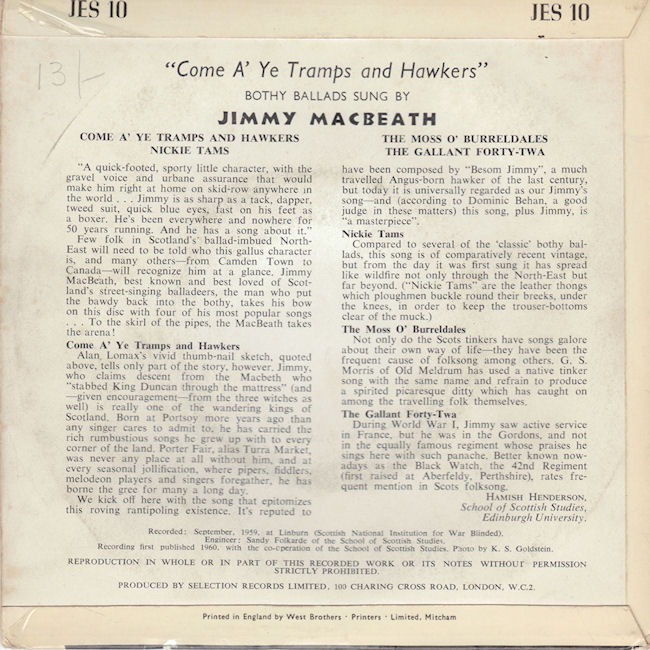 JES 10
JES 10
13/-
"Come A' Ye Tramps and Hawkers"
BOTHY BALLADS SUNG BY
JIMMY MACBEATH
COME A' YE TRAMPS AND HAWKERS
NICKIE TAMS
THE MOSS O' BURRELDALES
THE GALLANT FORTY-TWA
"A quick-footed, sporty little character, with the
gravel voice and urbane assurance that would
make him right at home on skid-row anywhere in
the world . . . Jimmy is as sharp as a tack, dapper,
tweed suit, quick blue eyes, fast on his feet as
a boxer. He's been everywhere and nowhere for
50 years running. And he has a song about it."
Few folk in Scotland's ballad-imbued North-
East will need to be told who this gallus character
is, and many others—from Camden Town to
Canada—will recognize him at a glance. Jimmy
MacBeath, best known and best loved of Scot-
land's street-singing balladeers, the man who put
the bawdy back into the bothy, takes his bow
on this disc with four of his most popular songs
. . . To the skirl of the pipes, the MacBeath takes
the arena!
Come A' Ye Tramps and Hawkers
Alan Lomax's vivid thumb-nail sketch, quoted
above, tells only part of the story, however. Jimmy,
who claims descent from the Macbeth who
"stabbed King Duncan through the mattress" (and
—given encouragement—from the three witches as
well) is really one of the wandering kings of
Scotland. Born at Portsoy more years ago than
any singer cares to admit to, he has carried the
rich rumbustious songs he grew up with to every
corner of the land. Porter Fair, alias Turra Market,
was never any place at all without him, and at
every seasonal jollification, where pipers, fiddlers,
melodeon players and singers foregather, he has
borne the gree for many a long day.
We kick off here with the song that epitomizes
this roving rantipoling existence. It's reputed to
have been composed by "Besom Jimmy", a much
travelled Angus-born hawker of the last century,
but today it is universally regarded as our Jimmy's
song—and (according to Dominic Behan, a good
judge in these matters) this song, plus Jimmy, is
"a masterpiece".
Nickie Tams
Compared to several of the 'classic' bothy bal-
lads, this song is of comparatively recent vintage,
but from the day it was first sung it has spread
like wildfire not only through the North-East but
far beyond. ("Nickie Tams" are the leather thongs
which ploughmen buckle round their breeks, under
the knees, in order to keep the trouser-bottoms
clear of the muck.)
The Moss O' Burreldales
Not only do the Scots tinkers have songs galore
about their own way of life—they have been the
frequent cause of folksong among others. G. S.
Morris of Old Meldrum has used a native tinker
song with the same name and refrain to produce
a spirited picaresque ditty which has caught on
among the travelling folk themselves.
The Gallant Forty-Twa
During World War I, Jimmy saw active service
in France, but he was in the Gordons, and not
in the equally famous regiment whose praises he
sings here with such panache. Better known now-
adays as the Black Watch, the 42nd Regiment
(first raised at Aberfeldy, Perthshire), rates fre-
quent mention in Scots folksong.
HAMISH HENDERSON,
School of Scottish Studies,
Edinburgh University.
Recorded: September, 1959, at Linburn (Scottish National Institution for War Blinded).
Engineer: Sandy Folkarde of the School of Scottish Studies.
Recording first published 1960, with the co-operation of the School of Scottish Studies. Photo by K. S. Goldstein.
REPRODUCTION IN WHOLE OR IN PART OF THIS RECORDED WORK OR ITS NOTES WITHOUT PERMISSION
STRICTLY PROHIBITED.
PRODUCED BY SELECTION RECORDS LIMITED, 100 CHARING CROSS ROAD, LONDON, W.C.2.
Printed in England by West Brothers · Printers · Limited, Mitcham